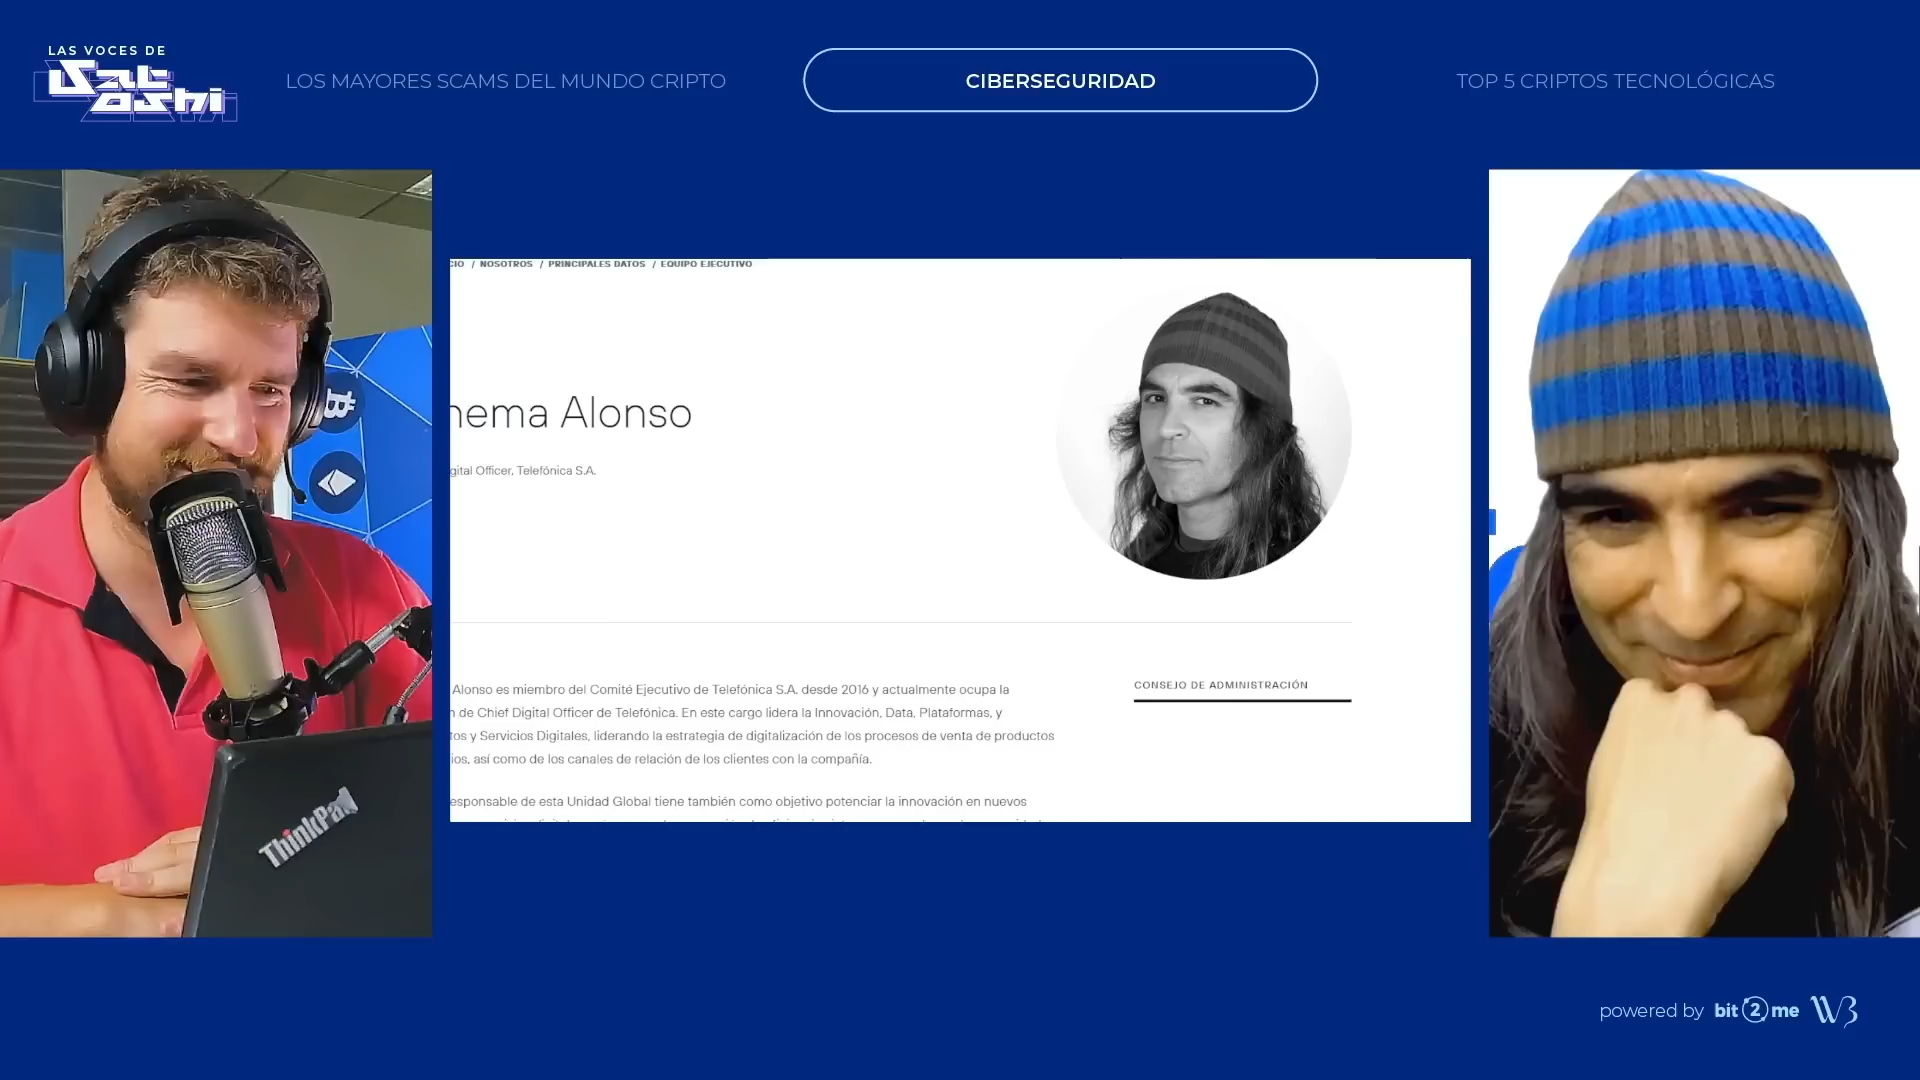 LAS VOCES DE
Satoshi
LOS MAYORES SCAMS DEL MUNDO CRIPTO
CIBERSEGURIDAD
TOP 5 CRIPTOS TECNOLÓGICAS
CIO / NOSOTROS / PRINCIPALES DATOS / EQUIPO EJECUTIVO
hema Alonso
gital Officer, Telefónica S.A.
Alonso es miembro del Comité Ejecutivo de Telefónica S.A. desde 2016 y actualmente ocupa la
n de Chief Digital Officer de Telefónica. En este cargo lidera la Innovación, Data, Plataformas, y
tos y Servicios Digitales, liderando la estrategia de digitalización de los procesos de venta de productos
ios, así como de los canales de relación de los clientes con la compañía.
esponsable de esta Unidad Global tiene también como objetivo potenciar la innovación en nuevos
CONSEJO DE ADMINISTRACIÓN
ThinkPad
powered by bit2me W3